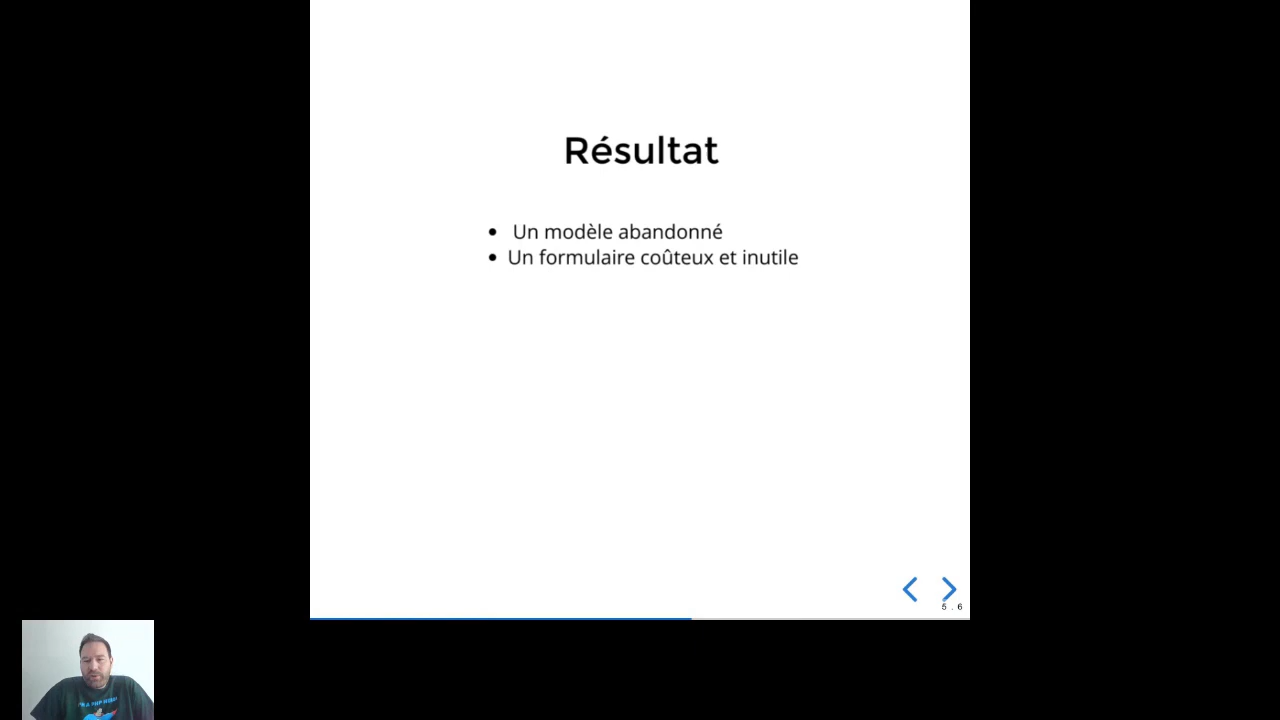 Résultat
Un modèle abandonné
Un formulaire coûteux et inutile
5 . 6